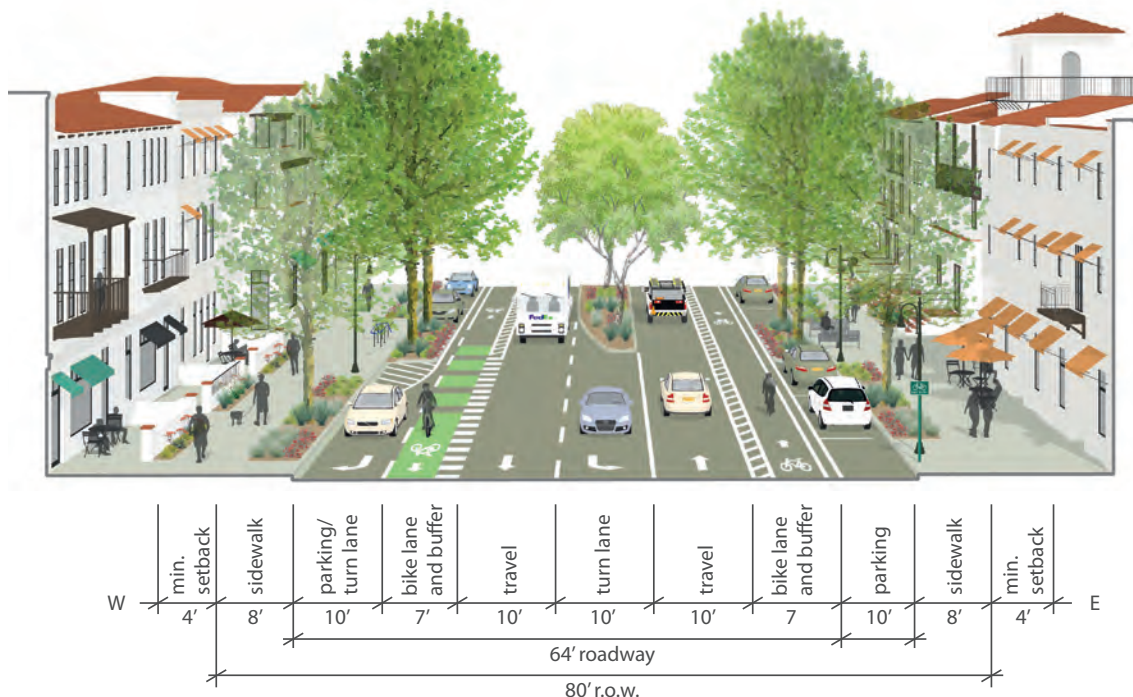 FedEx
min.
setback
sidewalk
parking/
turn lane
bike lane
and buffer
travel
turn lane
travel
bike lane
and buffer
parking
sidewalk
min.
setback
W
4'
8'
10'
7'
10'
10'
10'
7
10'
8'
4'
E
64' roadway
80' r.o.w.